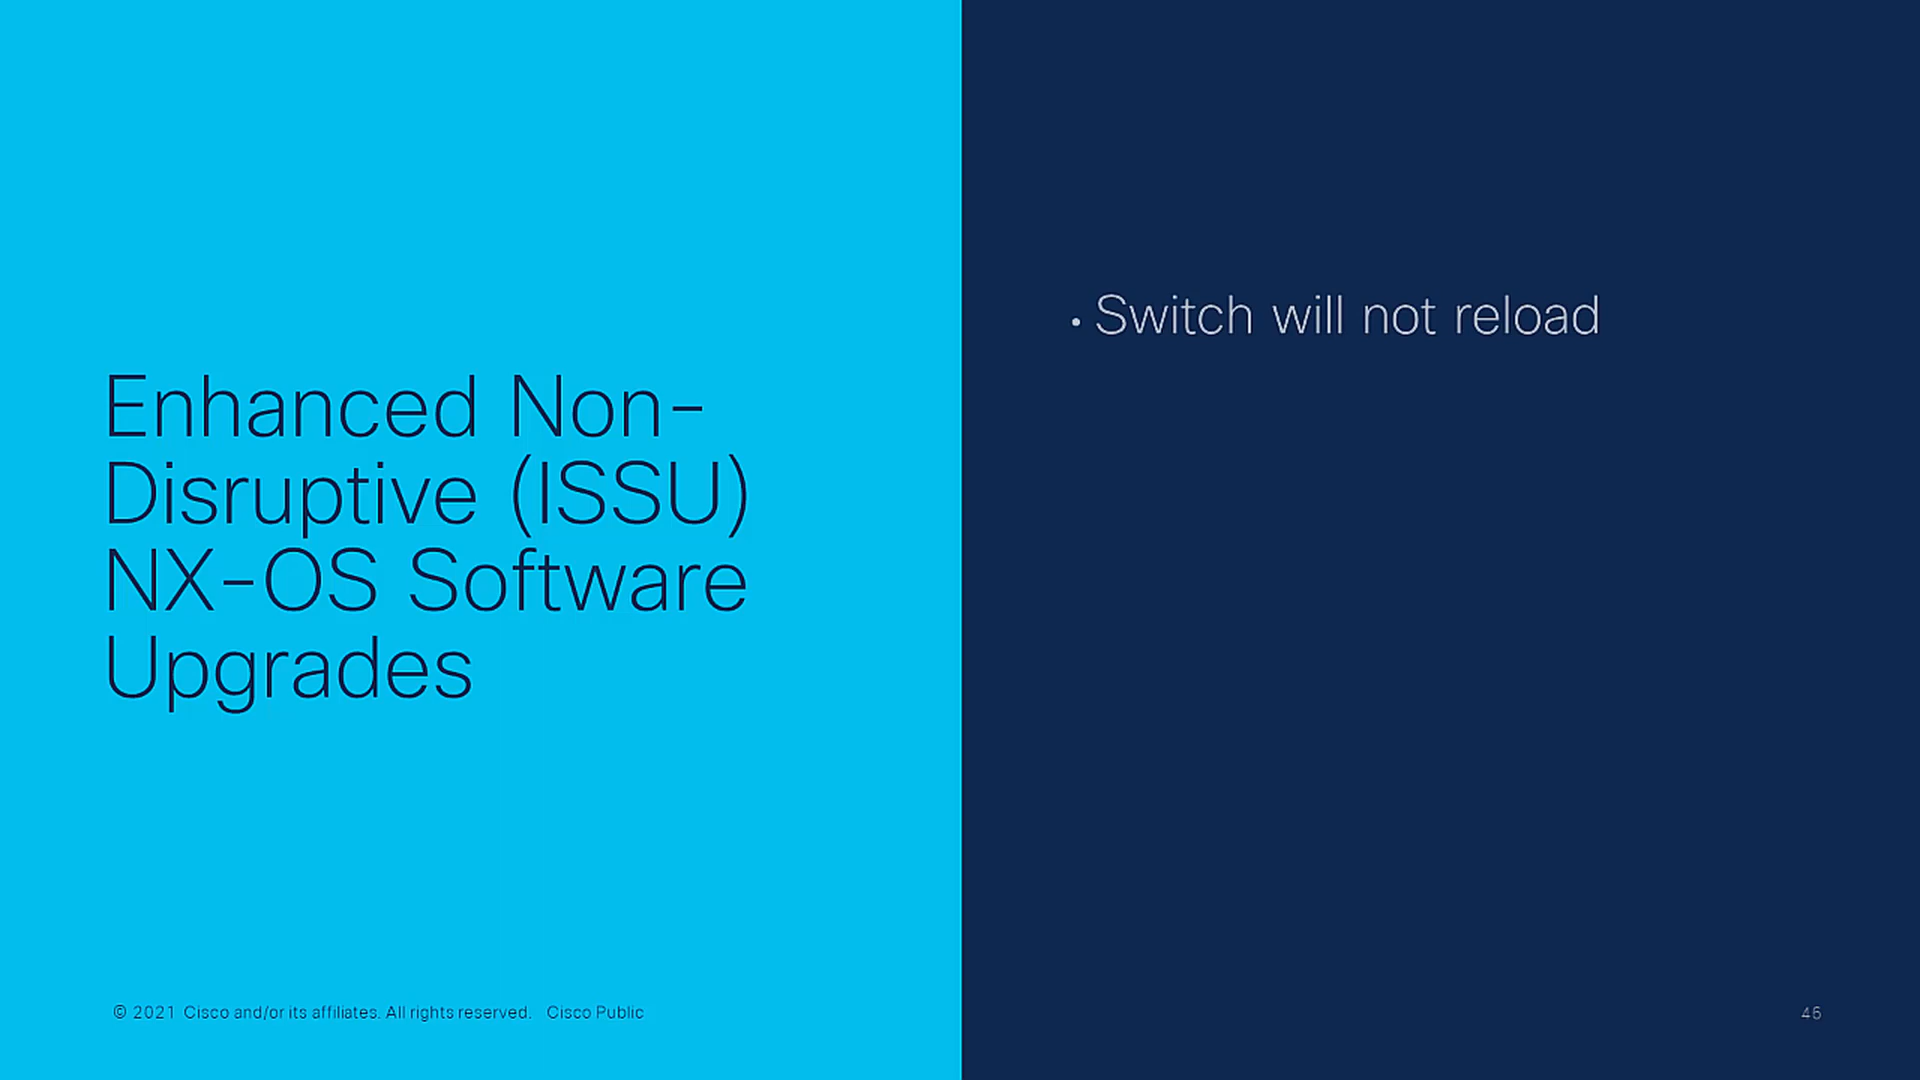 Enhanced Non-
Disruptive (ISSU)
NX-OS Software
Upgrades
• Switch will not reload
© 2021 Cisco and/or its affiliates. All rights reserved. Cisco Public
46